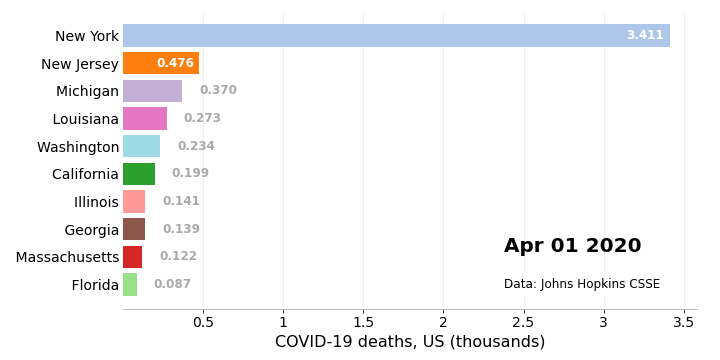 New York 3.411
New Jersey 0.476
Michigan 0.370
Louisiana 0.273
Washington 0.234
California 0.199
Illinois 0.141
Georgia 0.139
Massachusetts 0.122
Florida 0.087
Apr 01 2020
Data: Johns Hopkins CSSE
0.5 1 1.5 2 2.5 3 3.5
COVID-19 deaths, US (thousands)